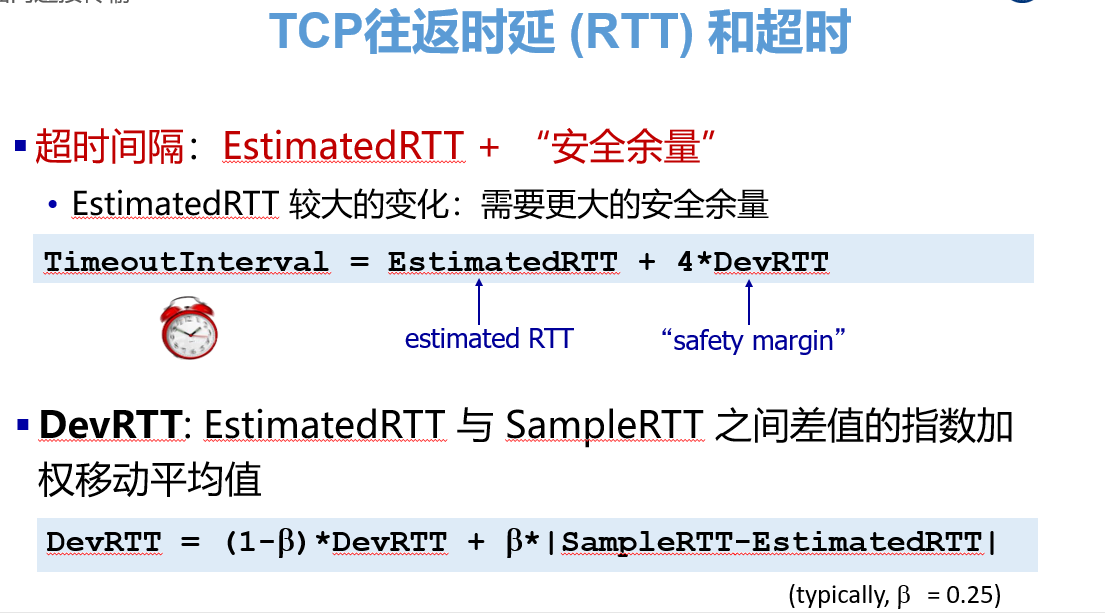 TCP往返时延 (RTT) 和超时
超时间隔：EstimatedRTT + “安全余量”
EstimatedRTT 较大的变化：需要更大的安全余量
TimeoutInterval = EstimatedRTT + 4*DevRTT
estimated RTT “safety margin”
DevRTT: EstimatedRTT 与 SampleRTT 之间差值的指数加
权移动平均值
DevRTT = (1-β)*DevRTT + β*|SampleRTT-EstimatedRTT|
(typically, β = 0.25)